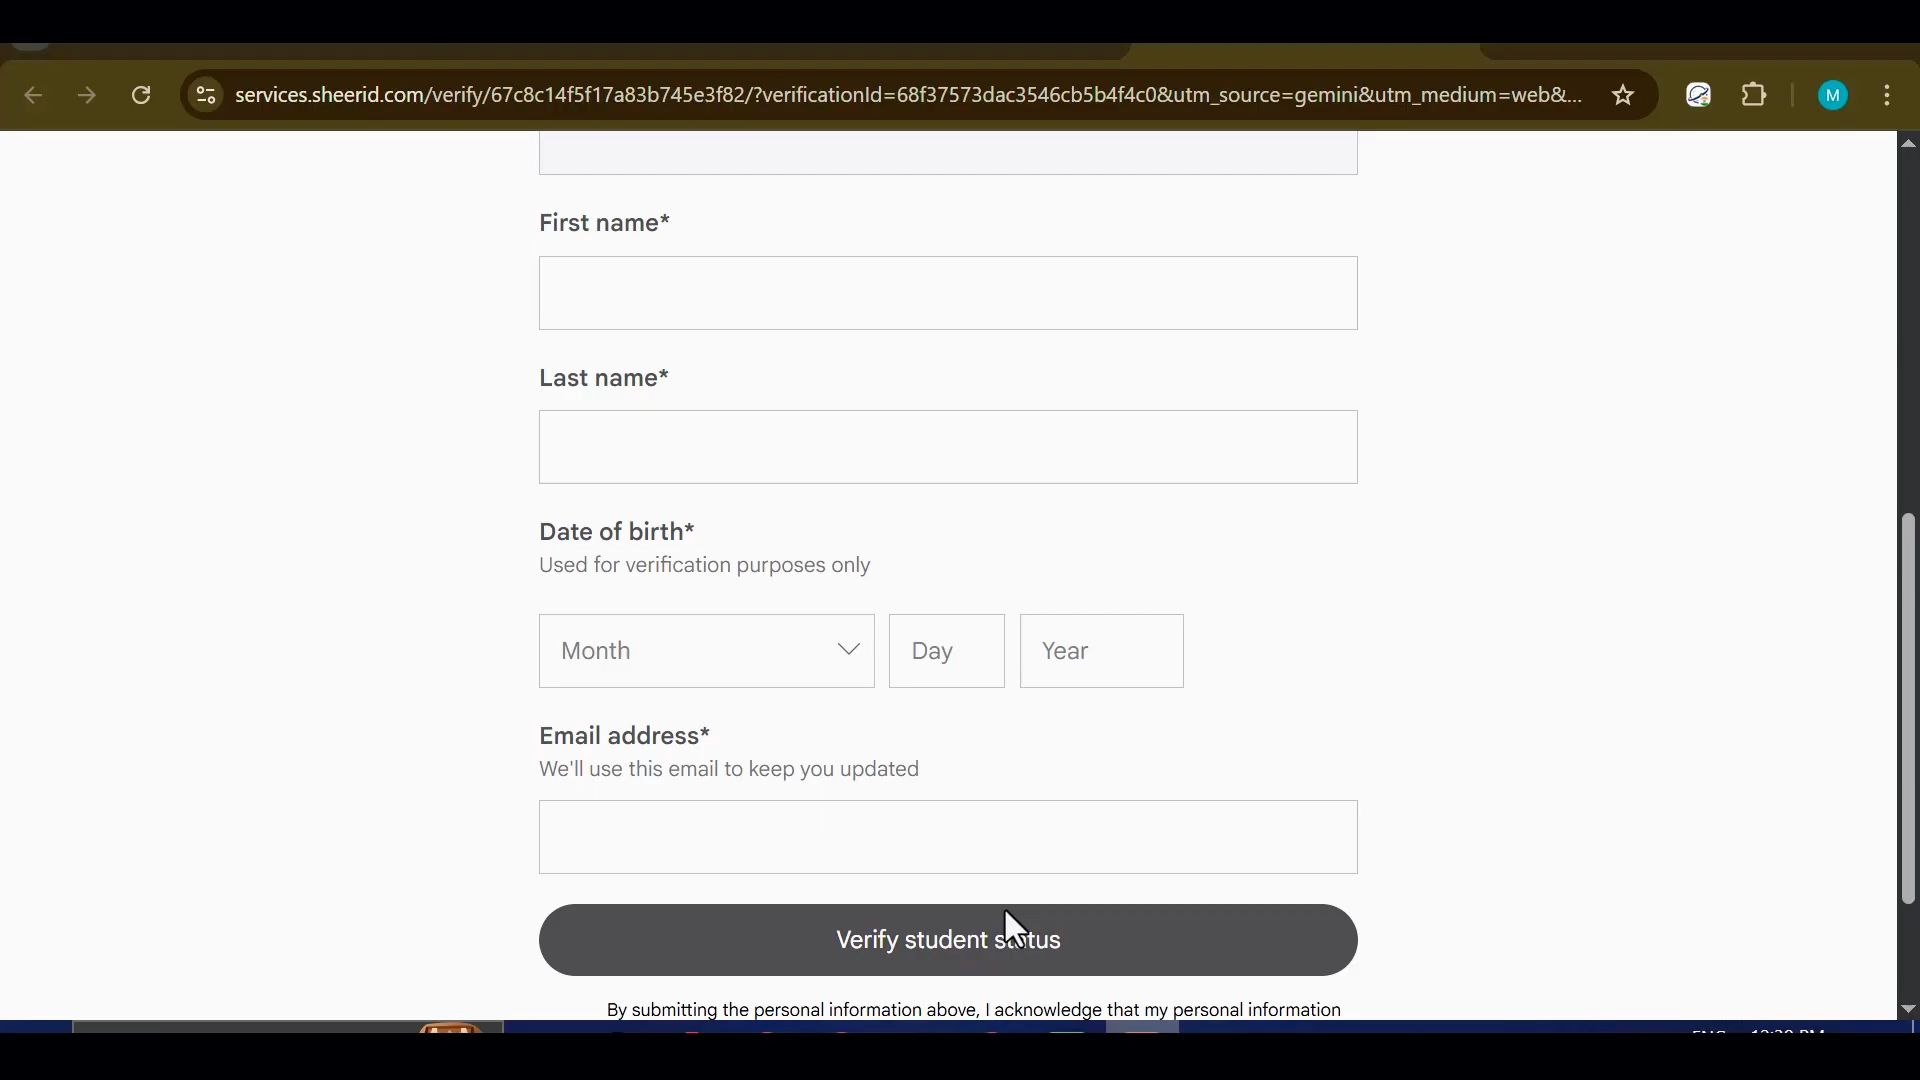 services.sheerid.com/verify/67c8c14f5f17a83b745e3f82/?verificationId=68f37573dac3546cb5b4f4c0&utm_source=gemini&utm_medium=web&...
M
First name*
Last name*
Date of birth*
Used for verification purposes only
Month Day Year
Email address*
We'll use this email to keep you updated
Verify student status
By submitting the personal information above, I acknowledge that my personal information